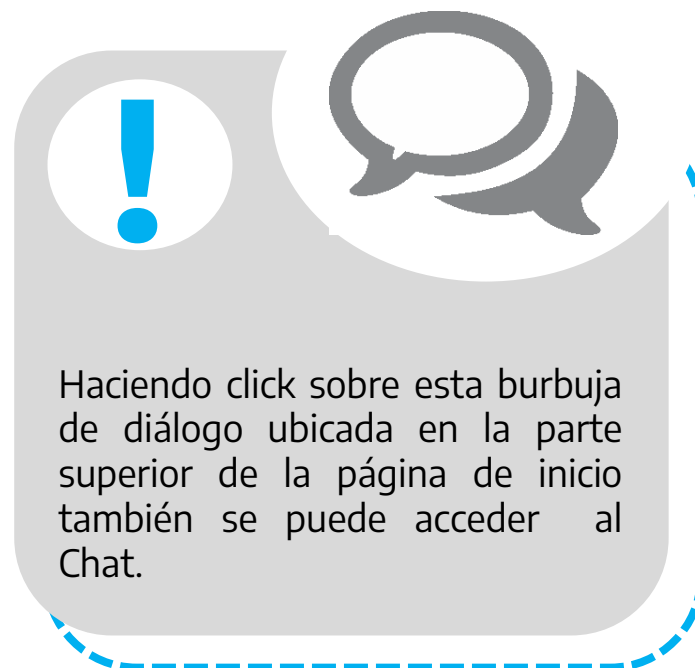 Haciendo click sobre esta burbuja
de diálogo ubicada en la parte
superior de la página de inicio
también se puede acceder al
Chat.